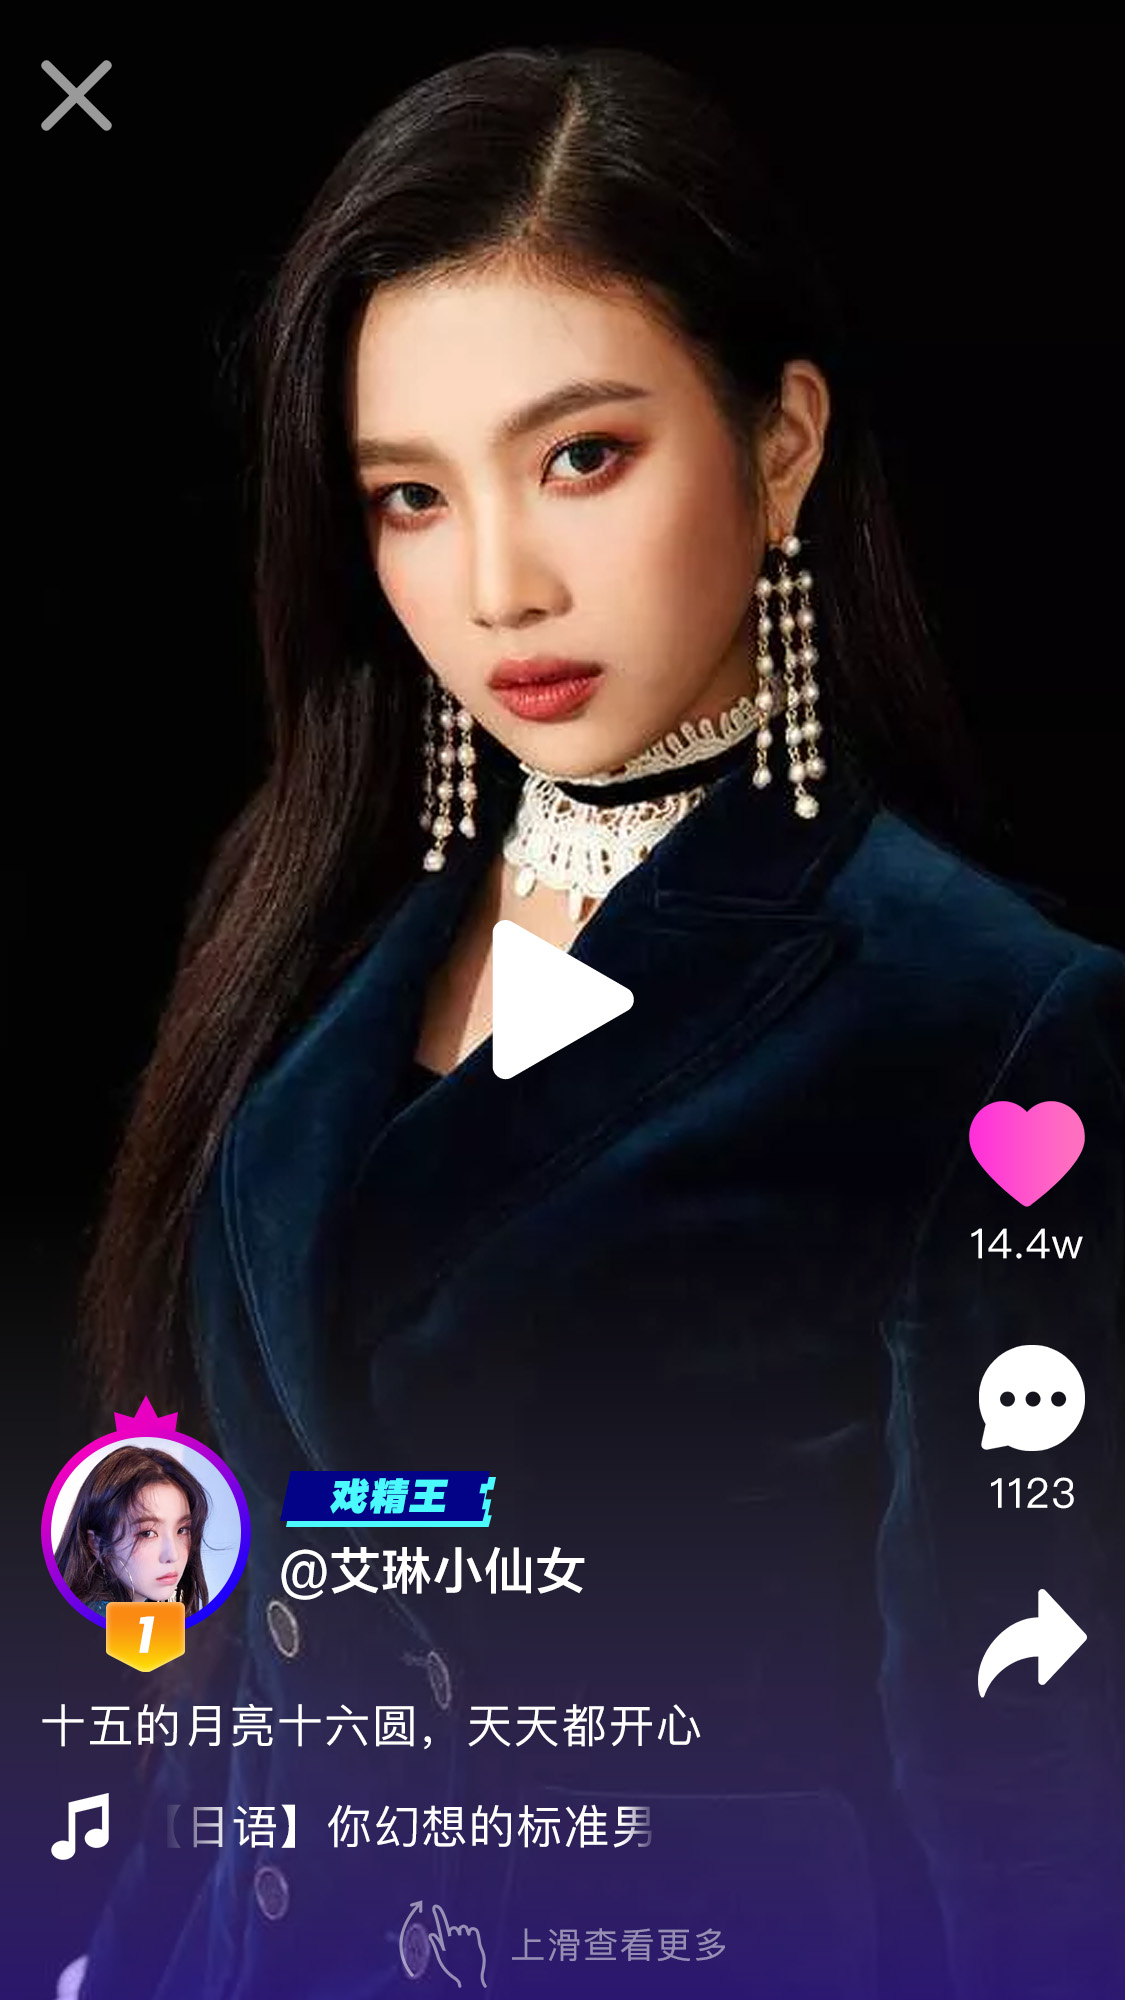 14.4w
1123
戏精王
@艾琳小仙女
1
十五的月亮十六圆，天天都开心
【日语】你幻想的标准男
上滑查看更多